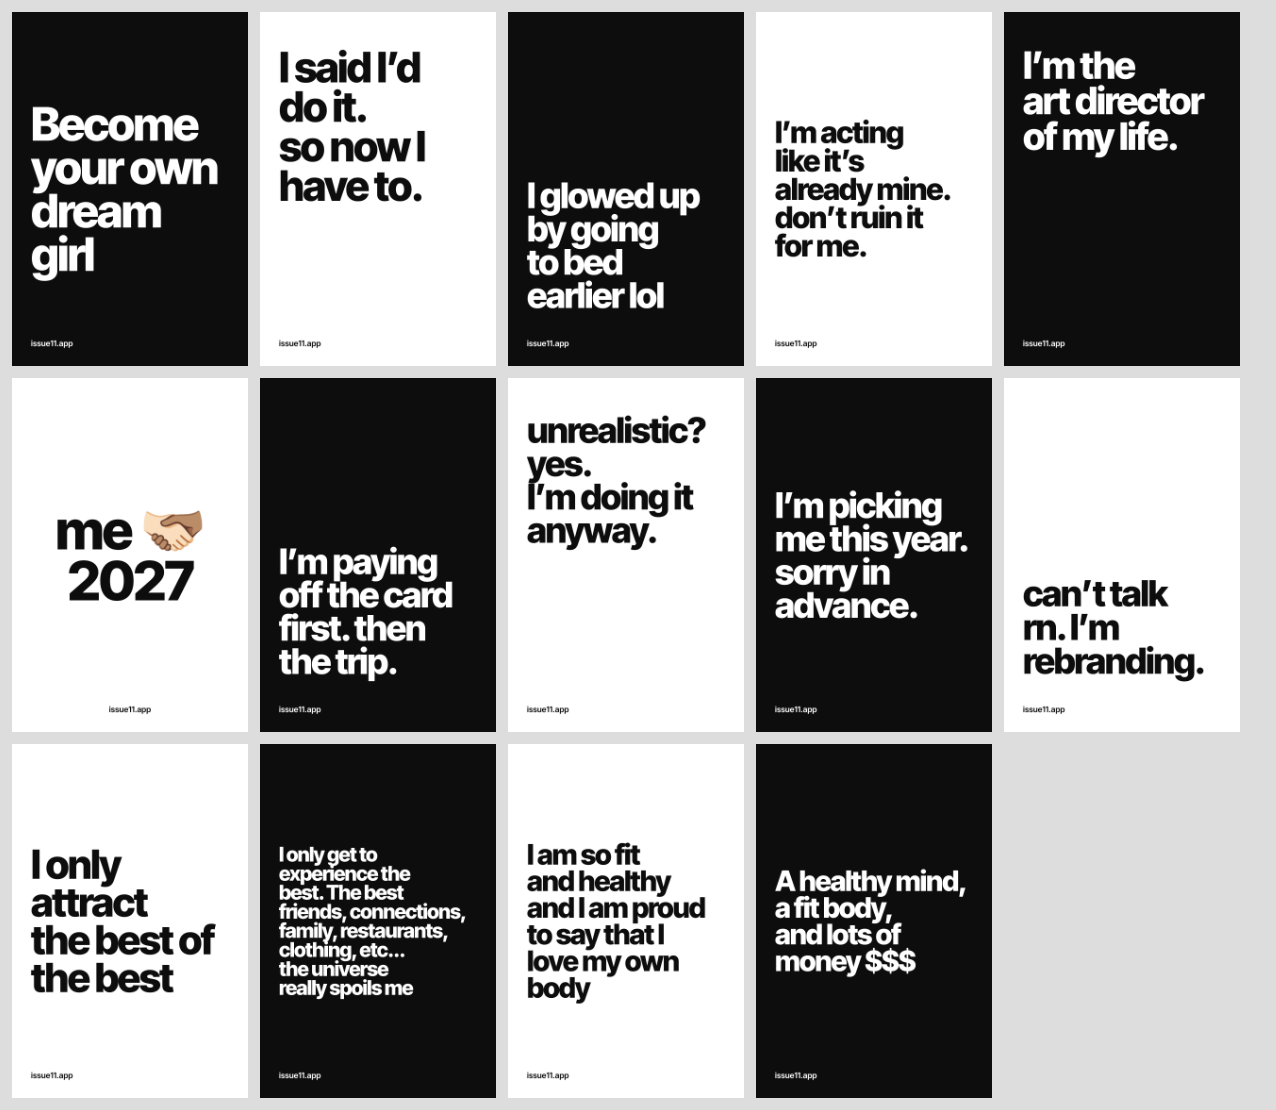 Become
your own
dream
girl
issue11.app
I said I’d
do it.
so now I
have to.
issue11.app
I glowed up
by going
to bed
earlier lol
issue11.app
I’m acting
like it’s
already mine.
don’t ruin it
for me.
issue11.app
I’m the
art director
of my life.
issue11.app
me 🫱🏻‍🫲🏽
2027
issue11.app
I’m paying
off the card
first. then
the trip.
issue11.app
unrealistic?
yes.
I’m doing it
anyway.
issue11.app
I’m picking
me this year.
sorry in
advance.
issue11.app
can’t talk
rn. I’m
rebranding.
issue11.app
I only
attract
the best of
the best
issue11.app
I only get to
experience the
best. The best
friends, connections,
family, restaurants,
clothing, etc...
the universe
really spoils me
issue11.app
I am so fit
and healthy
and I am proud
to say that I
love my own
body
issue11.app
A healthy mind,
a fit body,
and lots of
money $$$
issue11.app